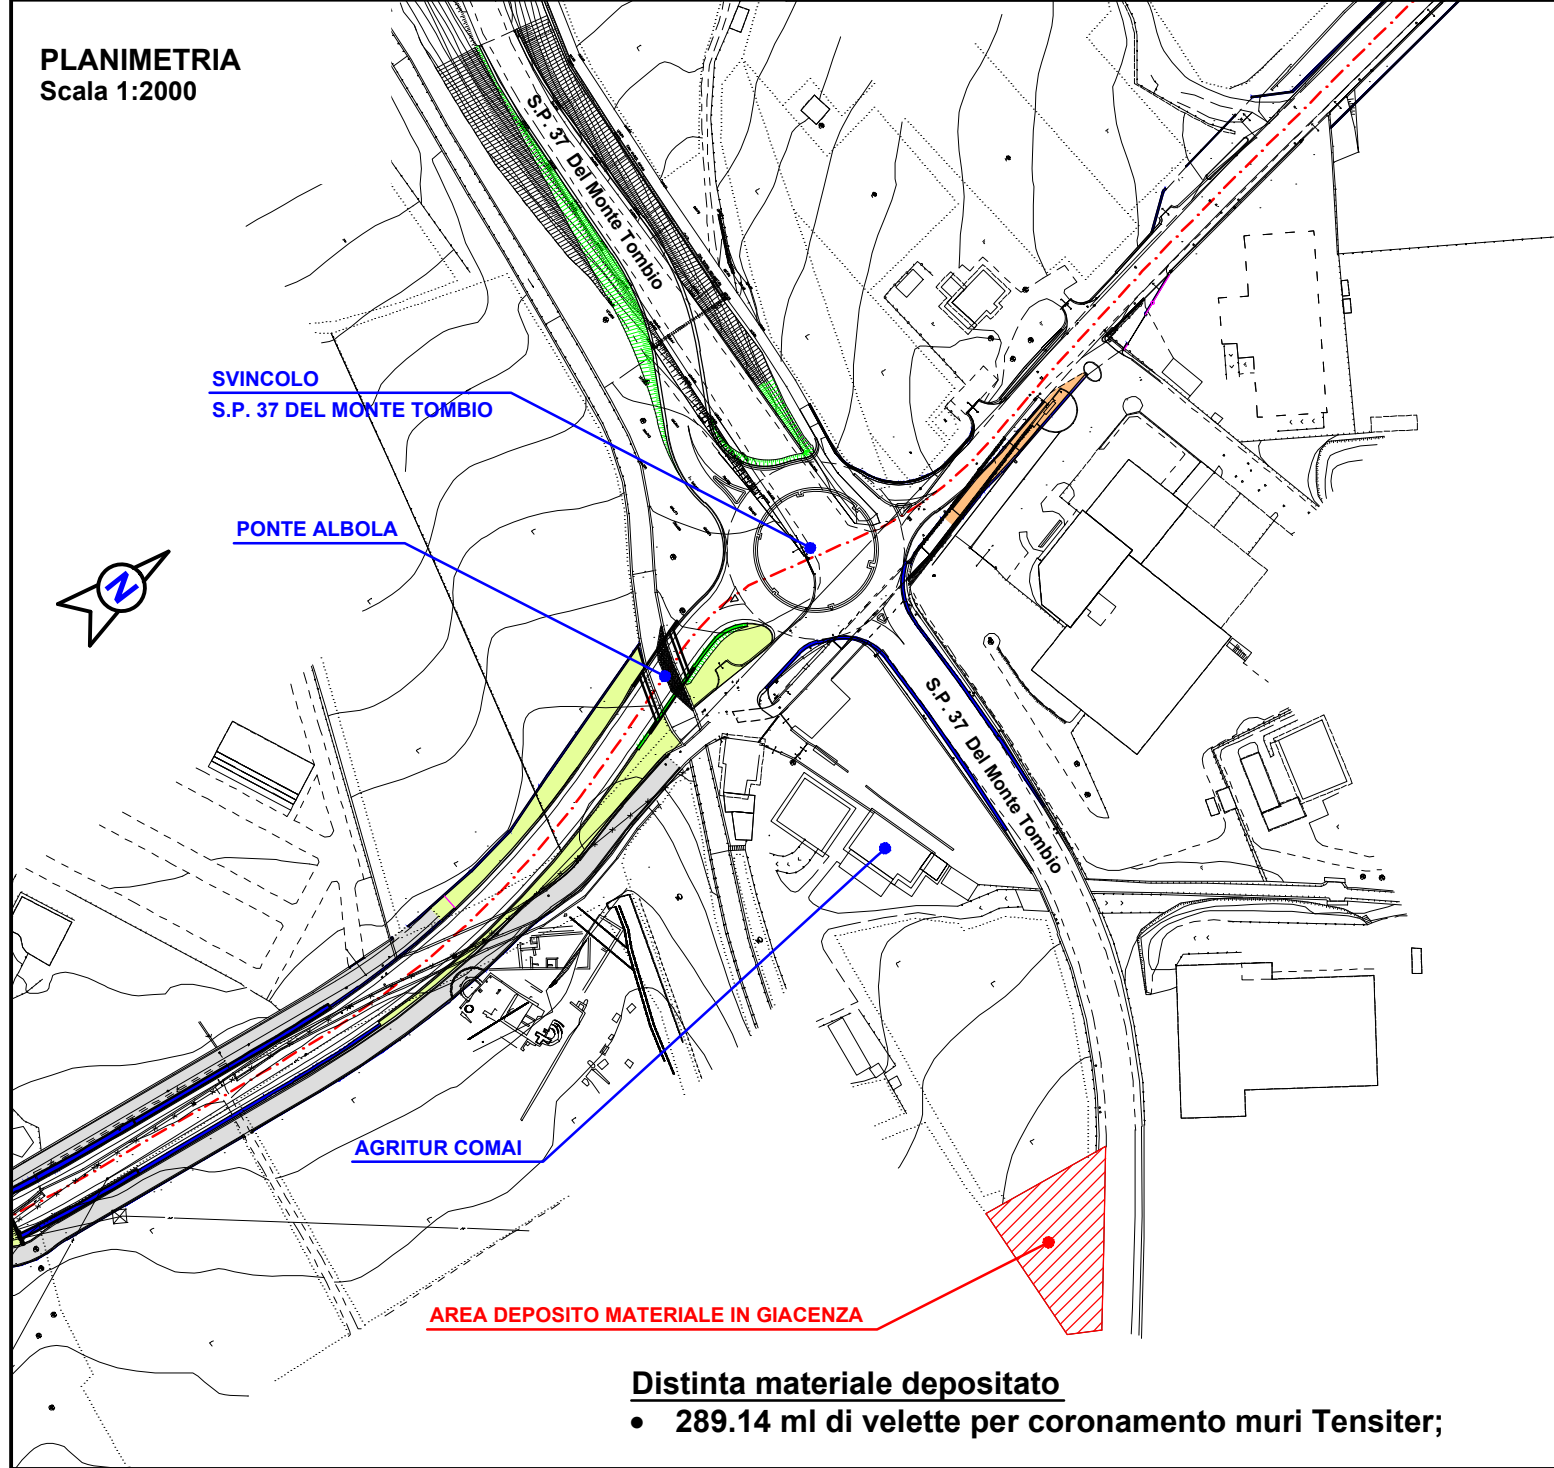 PLANIMETRIA
Scala 1:2000
S.P. 37 Del Monte Tombio
SVINCOLO
S.P. 37 DEL MONTE TOMBIO
PONTE ALBOLA
N
S.P. 37 Del Monte Tombio
AGRITUR COMAI
AREA DEPOSITO MATERIALE IN GIACENZA
Distinta materiale depositato
• 289.14 ml di velette per coronamento muri Tensiter;